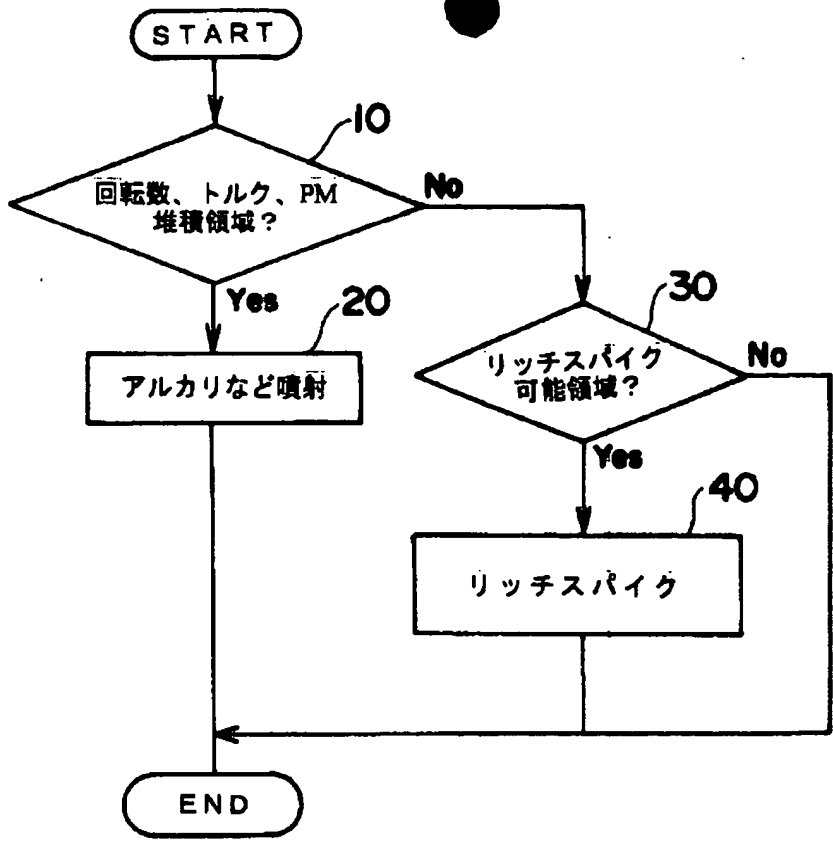 START
10
回転数、トルク、PM
堆積領域？
No
Yes
20
アルカリなど噴射
30
リッチスパイク
可能領域？
No
Yes
40
リッチスパイク
END